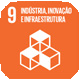 9 INDÚSTRIA, INOVAÇÃO
E INFRAESTRUTURA